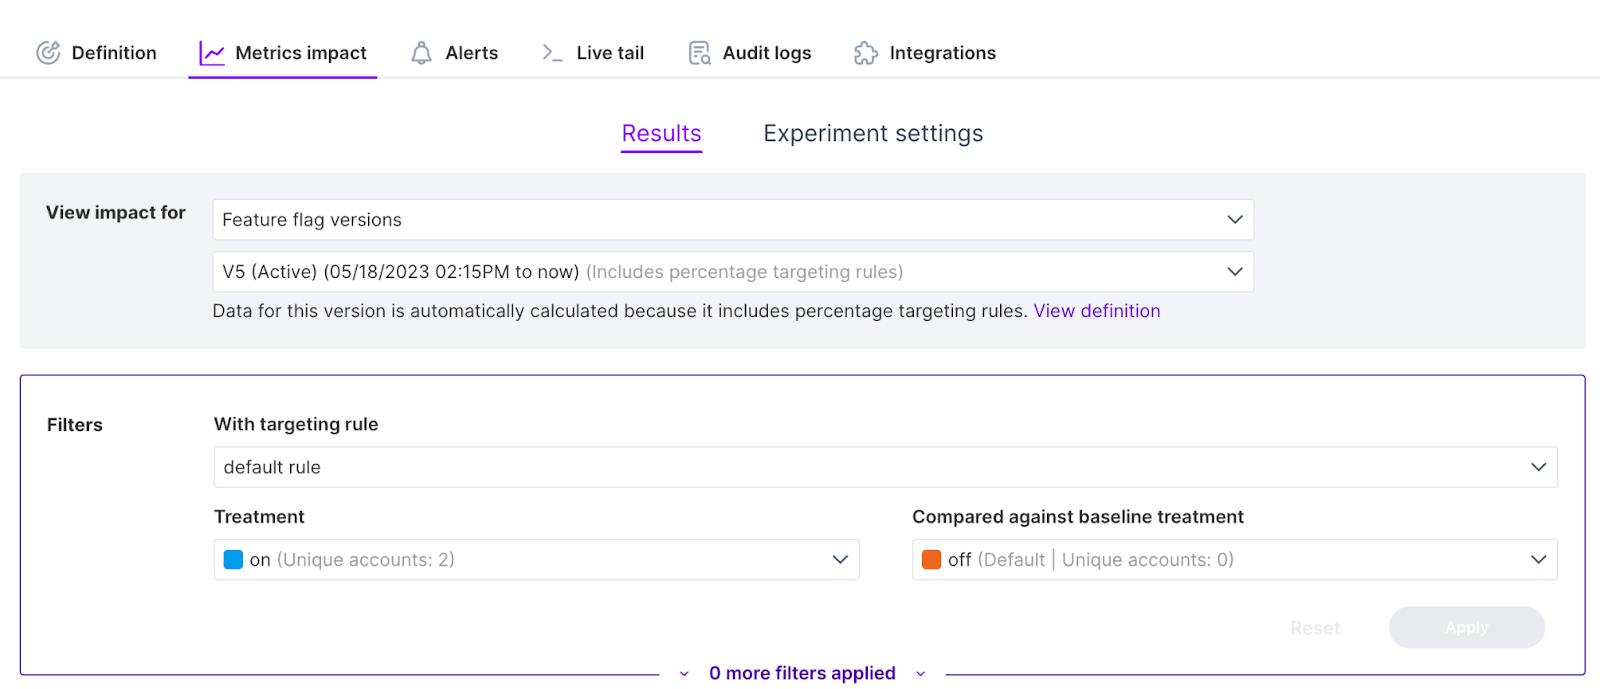 Definition Metrics impact Alerts Live tail Audit logs Integrations
Results Experiment settings
View impact for
Feature flag versions
V5 (Active) (05/18/2023 02:15PM to now) (Includes percentage targeting rules)
Data for this version is automatically calculated because it includes percentage targeting rules. View definition
Filters
With targeting rule
default rule
Treatment
Compared against baseline treatment
on (Unique accounts: 2)
off (Default | Unique accounts: 0)
Reset Apply
0 more filters applied